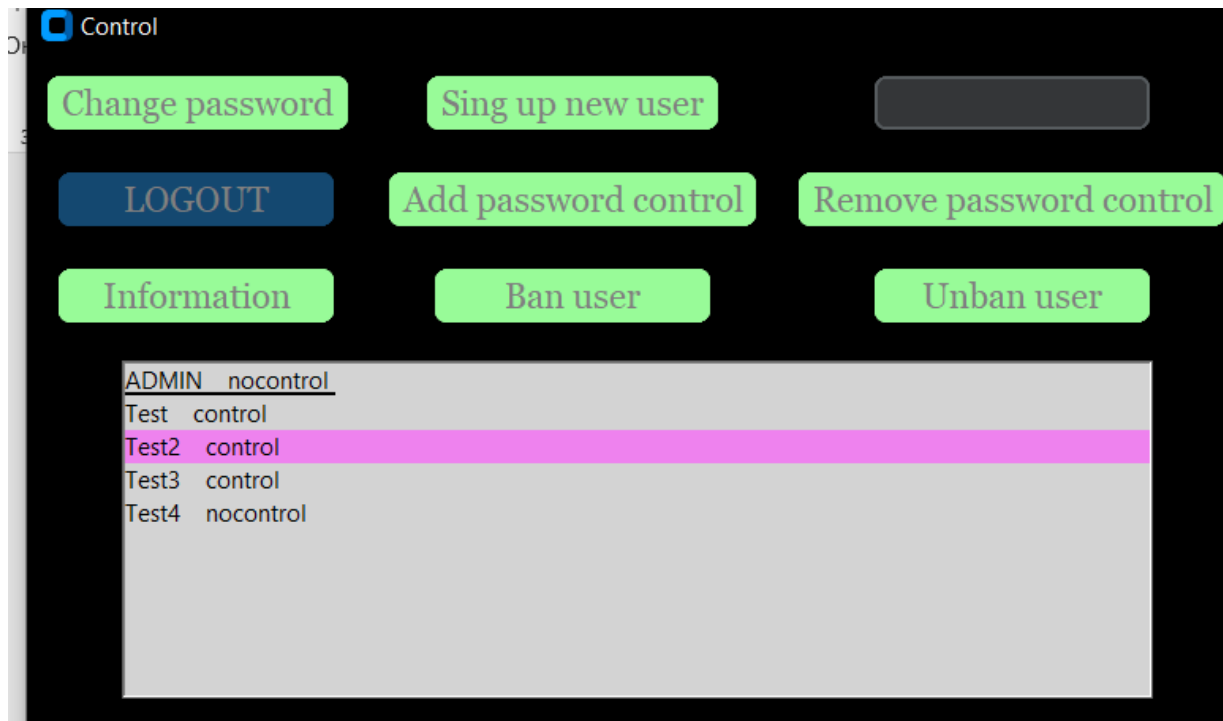 Control
Change password Sing up new user
LOGOUT Add password control Remove password control
Information Ban user Unban user
ADMIN nocontrol
Test control
Test2 control
Test3 control
Test4 nocontrol